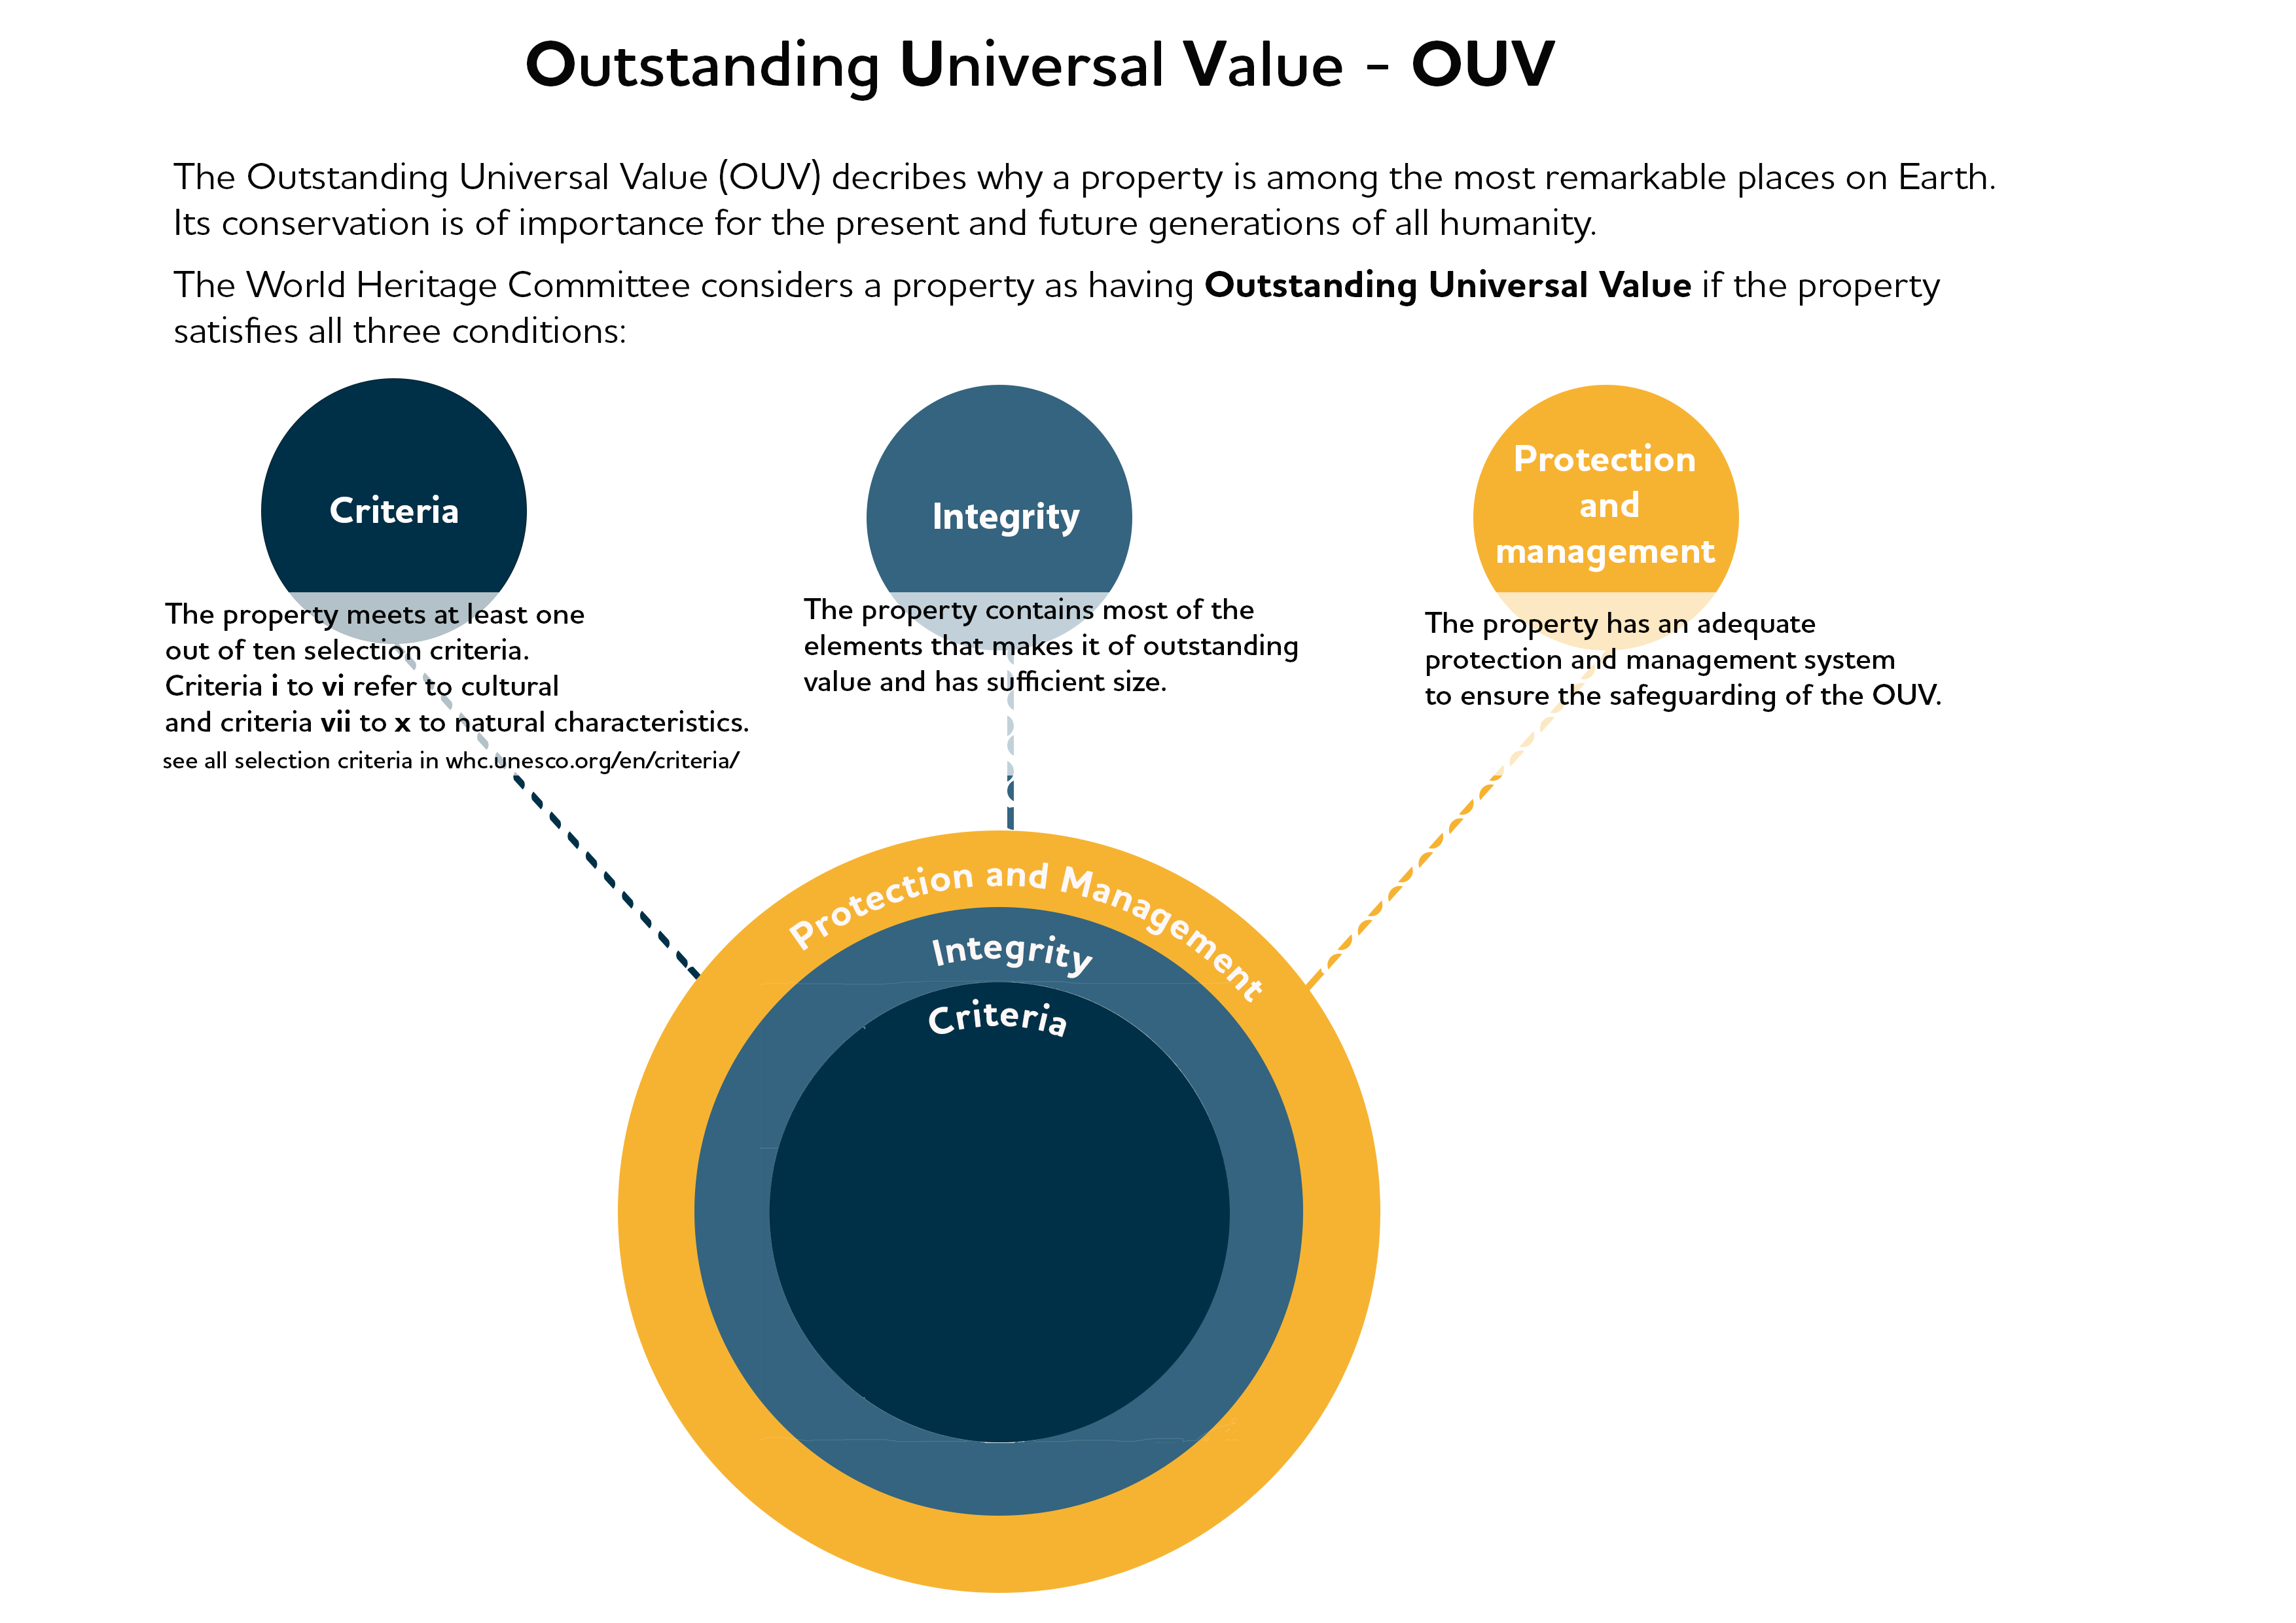 Outstanding Universal Value - OUV
The Outstanding Universal Value (OUV) decribes why a property is among the most remarkable places on Earth.
Its conservation is of importance for the present and future generations of all humanity.
The World Heritage Committee considers a property as having Outstanding Universal Value if the property
satisfies all three conditions:
Criteria
The property meets at least one
out of ten selection criteria.
Criteria i to vi refer to cultural
and criteria vii to x to natural characteristics.
see all selection criteria in whc.unesco.org/en/criteria/
Integrity
The property contains most of the
elements that makes it of outstanding
value and has sufficient size.
Protection
and
management
The property has an adequate
protection and management system
to ensure the safeguarding of the OUV.
Protection and Management
Integrity
Criteria